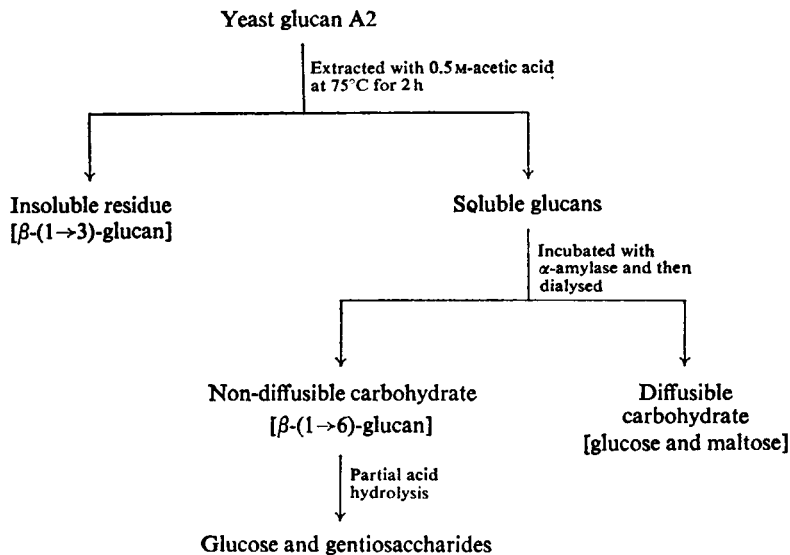 Yeast glucan A2
Extracted with 0.5 M-acetic acid
at 75°C for 2 h
Insoluble residue
[β-(1→3)-glucan]
Soluble glucans
Incubated with
α-amylase and then
dialysed
Non-diffusible carbohydrate
[β-(1→6)-glucan]
Diffusible
carbohydrate
[glucose and maltose]
Partial acid
hydrolysis
Glucose and gentiosaccharides